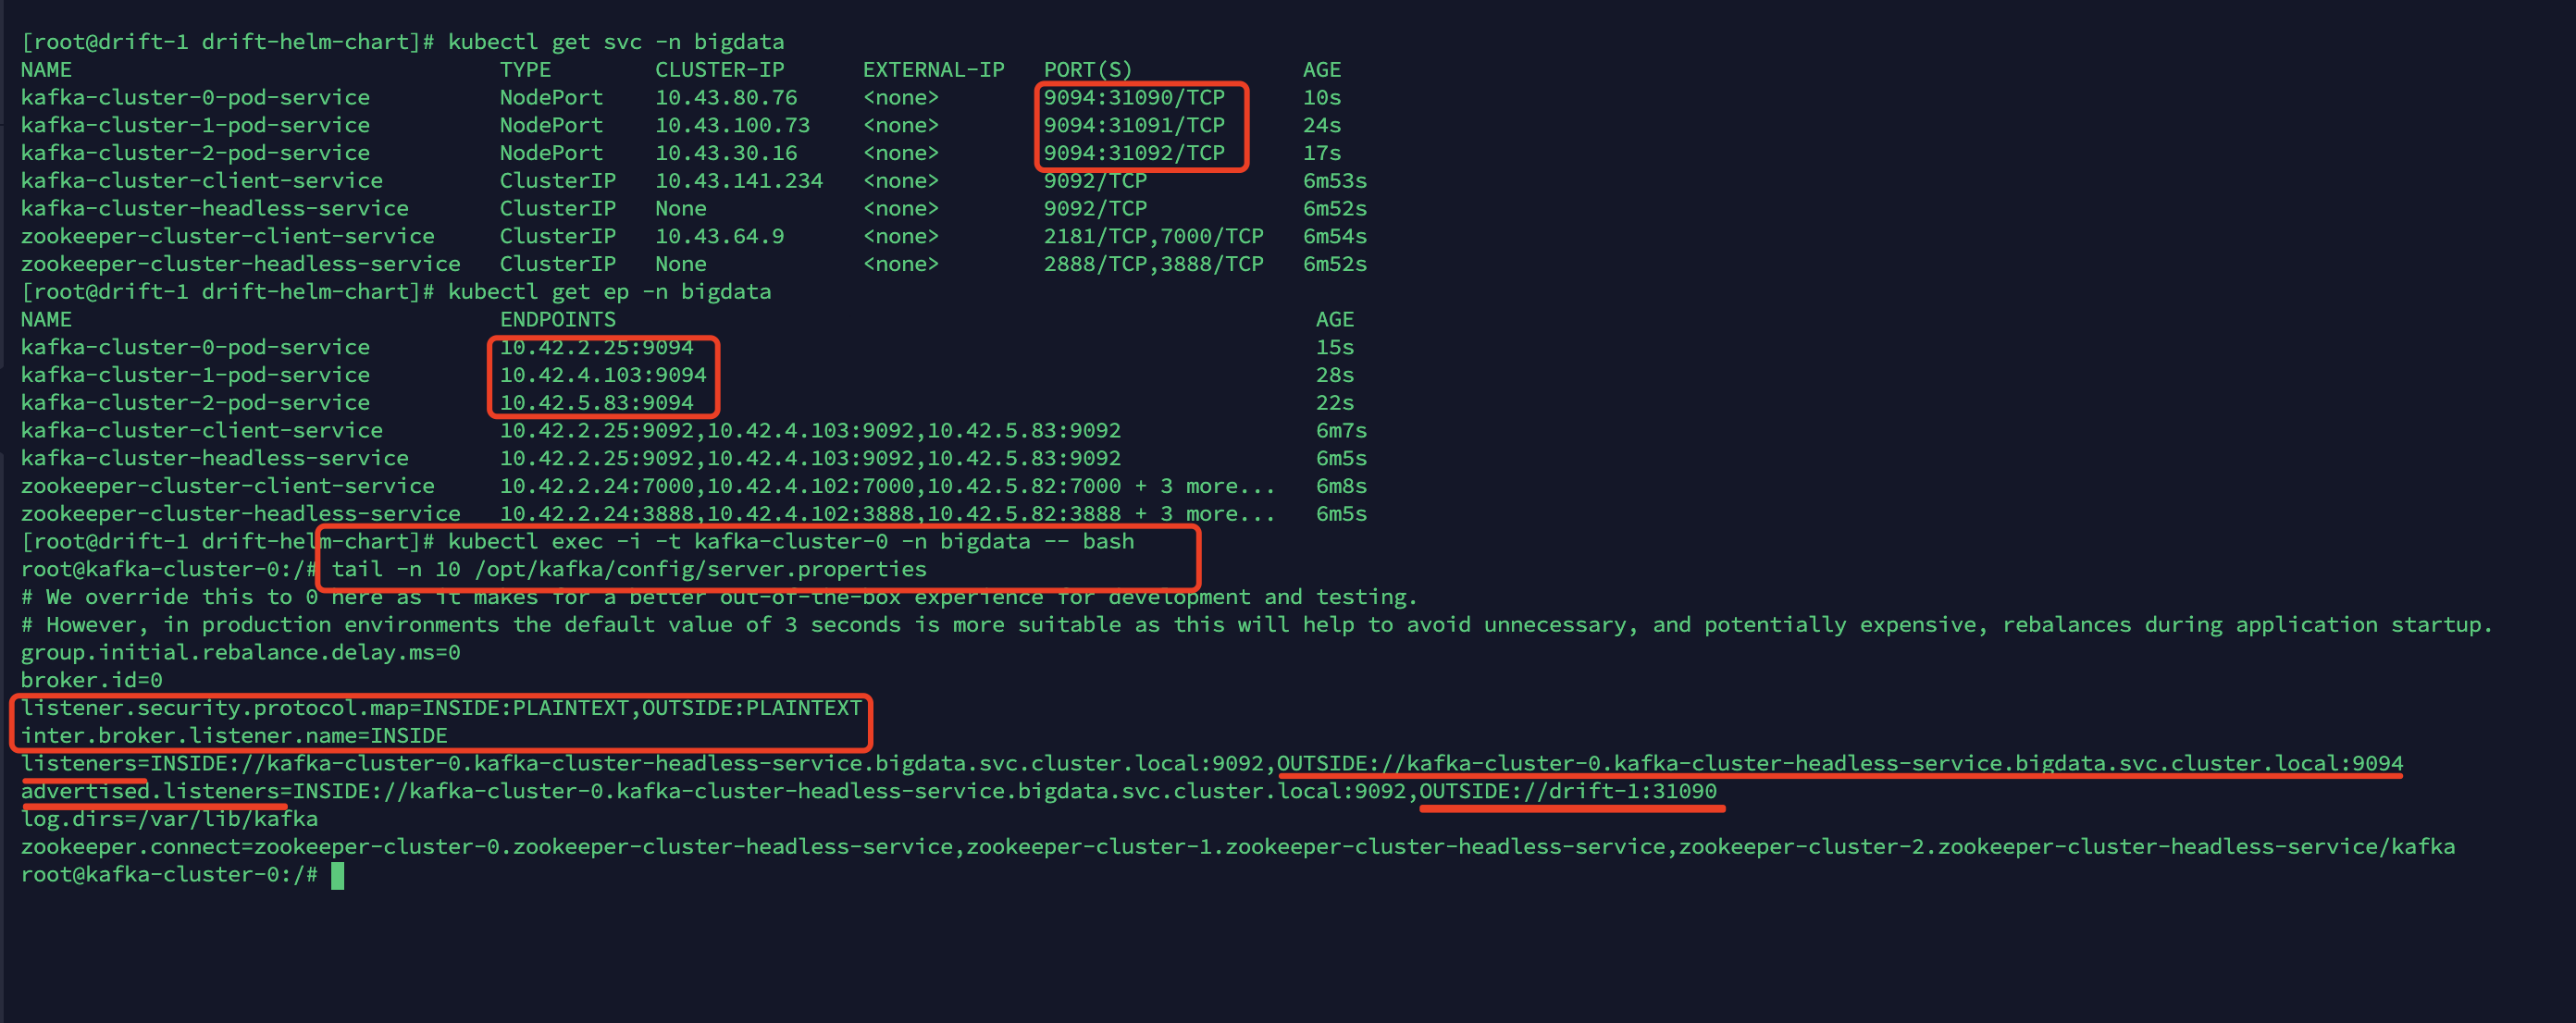 [root@drift-1 drift-helm-chart]# kubectl get svc -n bigdata
NAME TYPE CLUSTER-IP EXTERNAL-IP PORT(S) AGE
kafka-cluster-0-pod-service NodePort 10.43.80.76 <none> 9094:31090/TCP 10s
kafka-cluster-1-pod-service NodePort 10.43.100.73 <none> 9094:31091/TCP 24s
kafka-cluster-2-pod-service NodePort 10.43.30.16 <none> 9094:31092/TCP 17s
kafka-cluster-client-service ClusterIP 10.43.141.234 <none> 9092/TCP 6m53s
kafka-cluster-headless-service ClusterIP None <none> 9092/TCP 6m52s
zookeeper-cluster-client-service ClusterIP 10.43.64.9 <none> 2181/TCP,7000/TCP 6m54s
zookeeper-cluster-headless-service ClusterIP None <none> 2888/TCP,3888/TCP 6m52s
[root@drift-1 drift-helm-chart]# kubectl get ep -n bigdata
NAME ENDPOINTS AGE
kafka-cluster-0-pod-service 10.42.2.25:9094 15s
kafka-cluster-1-pod-service 10.42.4.103:9094 28s
kafka-cluster-2-pod-service 10.42.5.83:9094 22s
kafka-cluster-client-service 10.42.2.25:9092,10.42.4.103:9092,10.42.5.83:9092 6m7s
kafka-cluster-headless-service 10.42.2.25:9092,10.42.4.103:9092,10.42.5.83:9092 6m5s
zookeeper-cluster-client-service 10.42.2.24:7000,10.42.4.102:7000,10.42.5.82:7000 + 3 more... 6m8s
zookeeper-cluster-headless-service 10.42.2.24:3888,10.42.4.102:3888,10.42.5.82:3888 + 3 more... 6m5s
[root@drift-1 drift-helm-chart]# kubectl exec -i -t kafka-cluster-0 -n bigdata -- bash
root@kafka-cluster-0:/# tail -n 10 /opt/kafka/config/server.properties
# We override this to 0 here as it makes for a better out-of-the-box experience for development and testing.
# However, in production environments the default value of 3 seconds is more suitable as this will help to avoid unnecessary, and potentially expensive, rebalances during application startup.
group.initial.rebalance.delay.ms=0
broker.id=0
listener.security.protocol.map=INSIDE:PLAINTEXT,OUTSIDE:PLAINTEXT
inter.broker.listener.name=INSIDE
listeners=INSIDE://kafka-cluster-0.kafka-cluster-headless-service.bigdata.svc.cluster.local:9092,OUTSIDE://kafka-cluster-0.kafka-cluster-headless-service.bigdata.svc.cluster.local:9094
advertised.listeners=INSIDE://kafka-cluster-0.kafka-cluster-headless-service.bigdata.svc.cluster.local:9092,OUTSIDE://drift-1:31090
log.dirs=/var/lib/kafka
zookeeper.connect=zookeeper-cluster-0.zookeeper-cluster-headless-service,zookeeper-cluster-1.zookeeper-cluster-headless-service,zookeeper-cluster-2.zookeeper-cluster-headless-service/kafka
root@kafka-cluster-0:/#